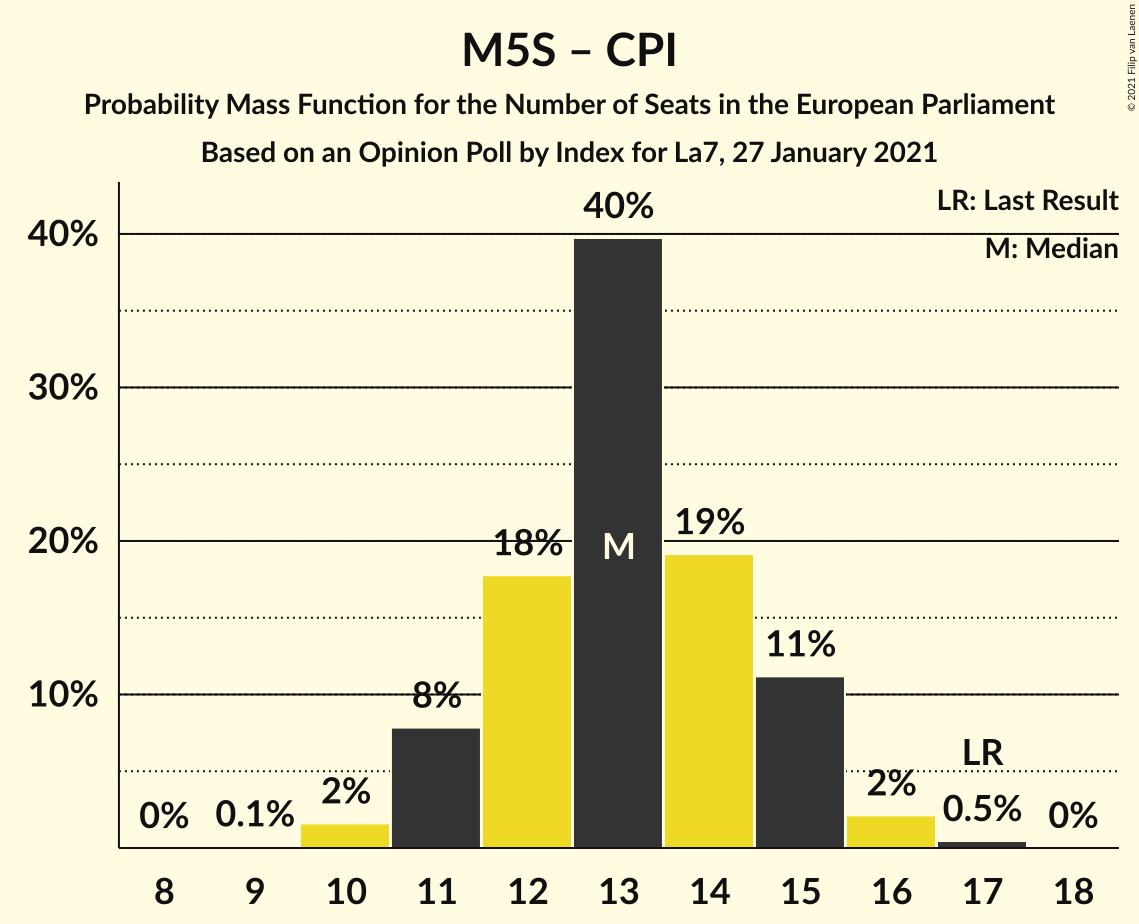 M5S – CPI
Probability Mass Function for the Number of Seats in the European Parliament
Based on an Opinion Poll by Index for La7, 27 January 2021
© 2021 Filip van Laenen
LR: Last Result
M: Median
40%
30%
20%
10%
0%
0.1%
2%
8%
18%
40%
M
19%
11%
2%
LR
0.5%
0%
8 9 10 11 12 13 14 15 16 17 18